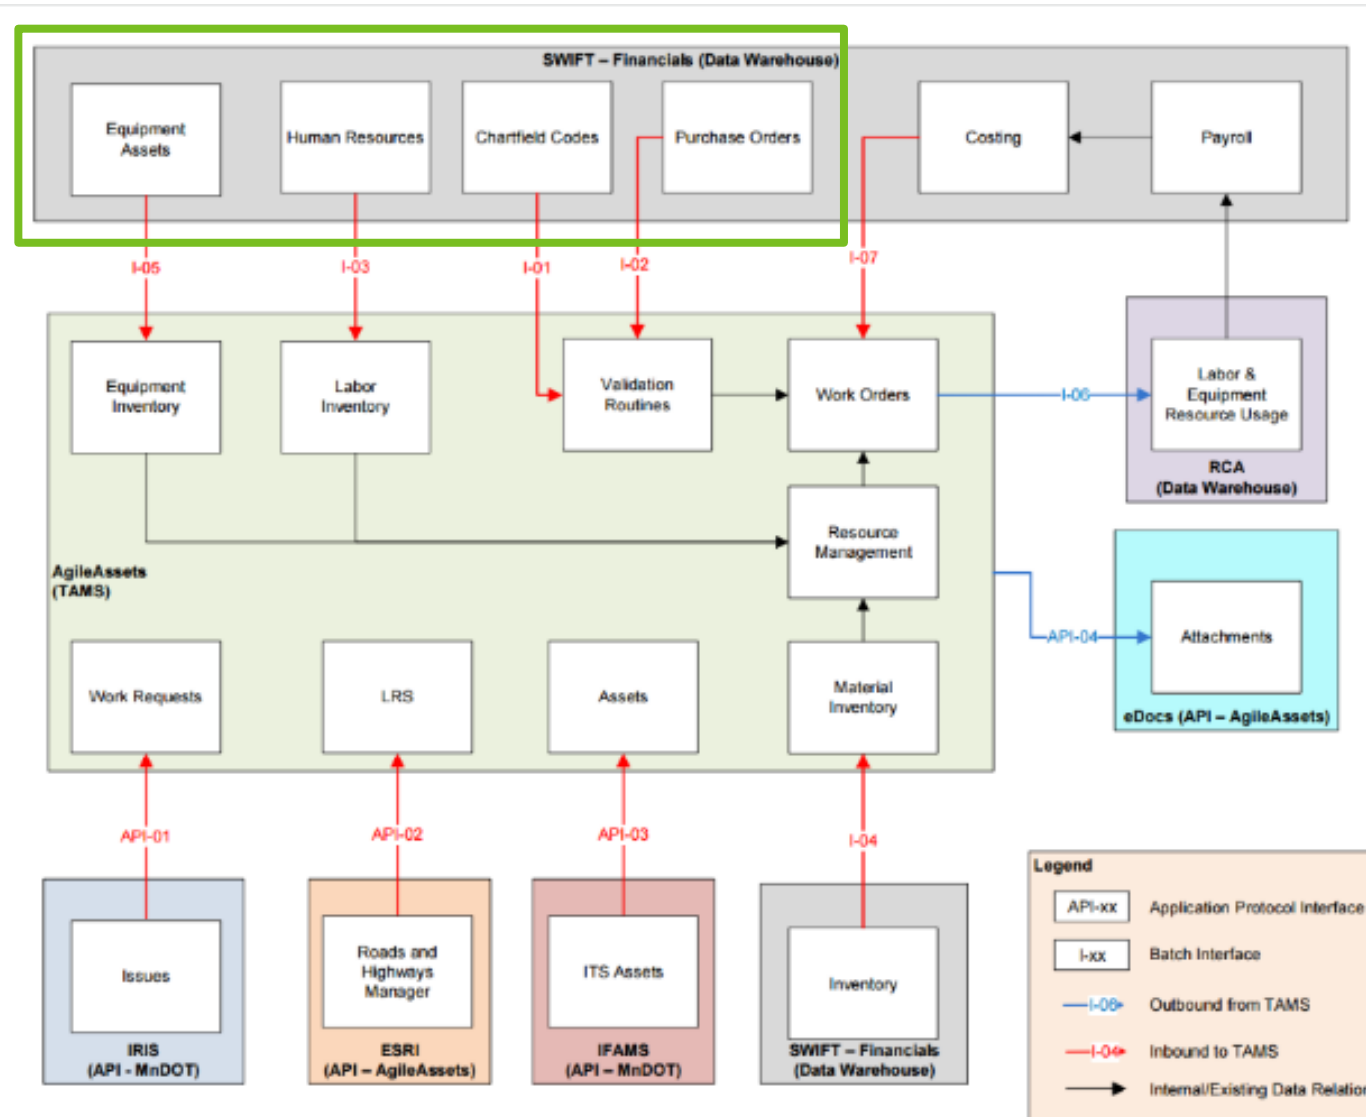 SWIFT – Financials (Data Warehouse)
Equipment
Assets
Human Resources
Chartfield Codes
Purchase Orders
Costing
Payroll
I-05
I-03
I-01
I-02
I-07
Equipment
Inventory
Labor
Inventory
Validation
Routines
Work Orders
I-06
Labor &
Equipment
Resource Usage
RCA
(Data Warehouse)
Resource
Management
AgileAssets
(TAMS)
API-04
Attachments
eDocs (API – AgileAssets)
Work Requests
LRS
Assets
Material
Inventory
API-01
API-02
API-03
I-04
Issues
IRIS
(API - MnDOT)
Roads and
Highways
Manager
ESRI
(API – AgileAssets)
ITS Assets
IFAMS
(API – MnDOT)
Inventory
SWIFT – Financials
(Data Warehouse)
Legend
API-xx Application Protocol Interface
I-xx Batch Interface
I-06 Outbound from TAMS
I-04 Inbound to TAMS
Internal/Existing Data Relation